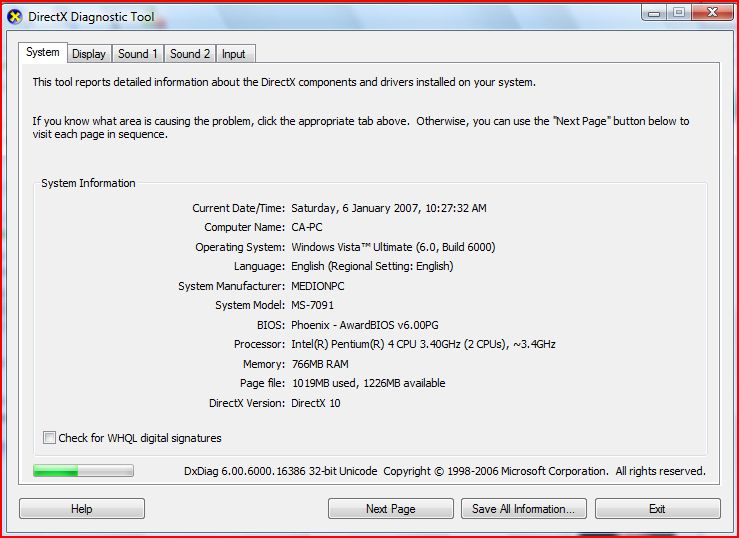 DirectX Diagnostic Tool
System Display Sound 1 Sound 2 Input
This tool reports detailed information about the DirectX components and drivers installed on your system.
If you know what area is causing the problem, click the appropriate tab above.  Otherwise, you can use the "Next Page" button below to
visit each page in sequence.
System Information
Current Date/Time: Saturday, 6 January 2007, 10:27:32 AM
Computer Name: CA-PC
Operating System: Windows Vista™ Ultimate (6.0, Build 6000)
Language: English (Regional Setting: English)
System Manufacturer: MEDIONPC
System Model: MS-7091
BIOS: Phoenix - AwardBIOS v6.00PG
Processor: Intel(R) Pentium(R) 4 CPU 3.40GHz (2 CPUs), ~3.4GHz
Memory: 766MB RAM
Page file: 1019MB used, 1226MB available
DirectX Version: DirectX 10
Check for WHQL digital signatures
DxDiag 6.00.6000.16386 32-bit Unicode  Copyright © 1998-2006 Microsoft Corporation.  All rights reserved.
Help Next Page Save All Information... Exit